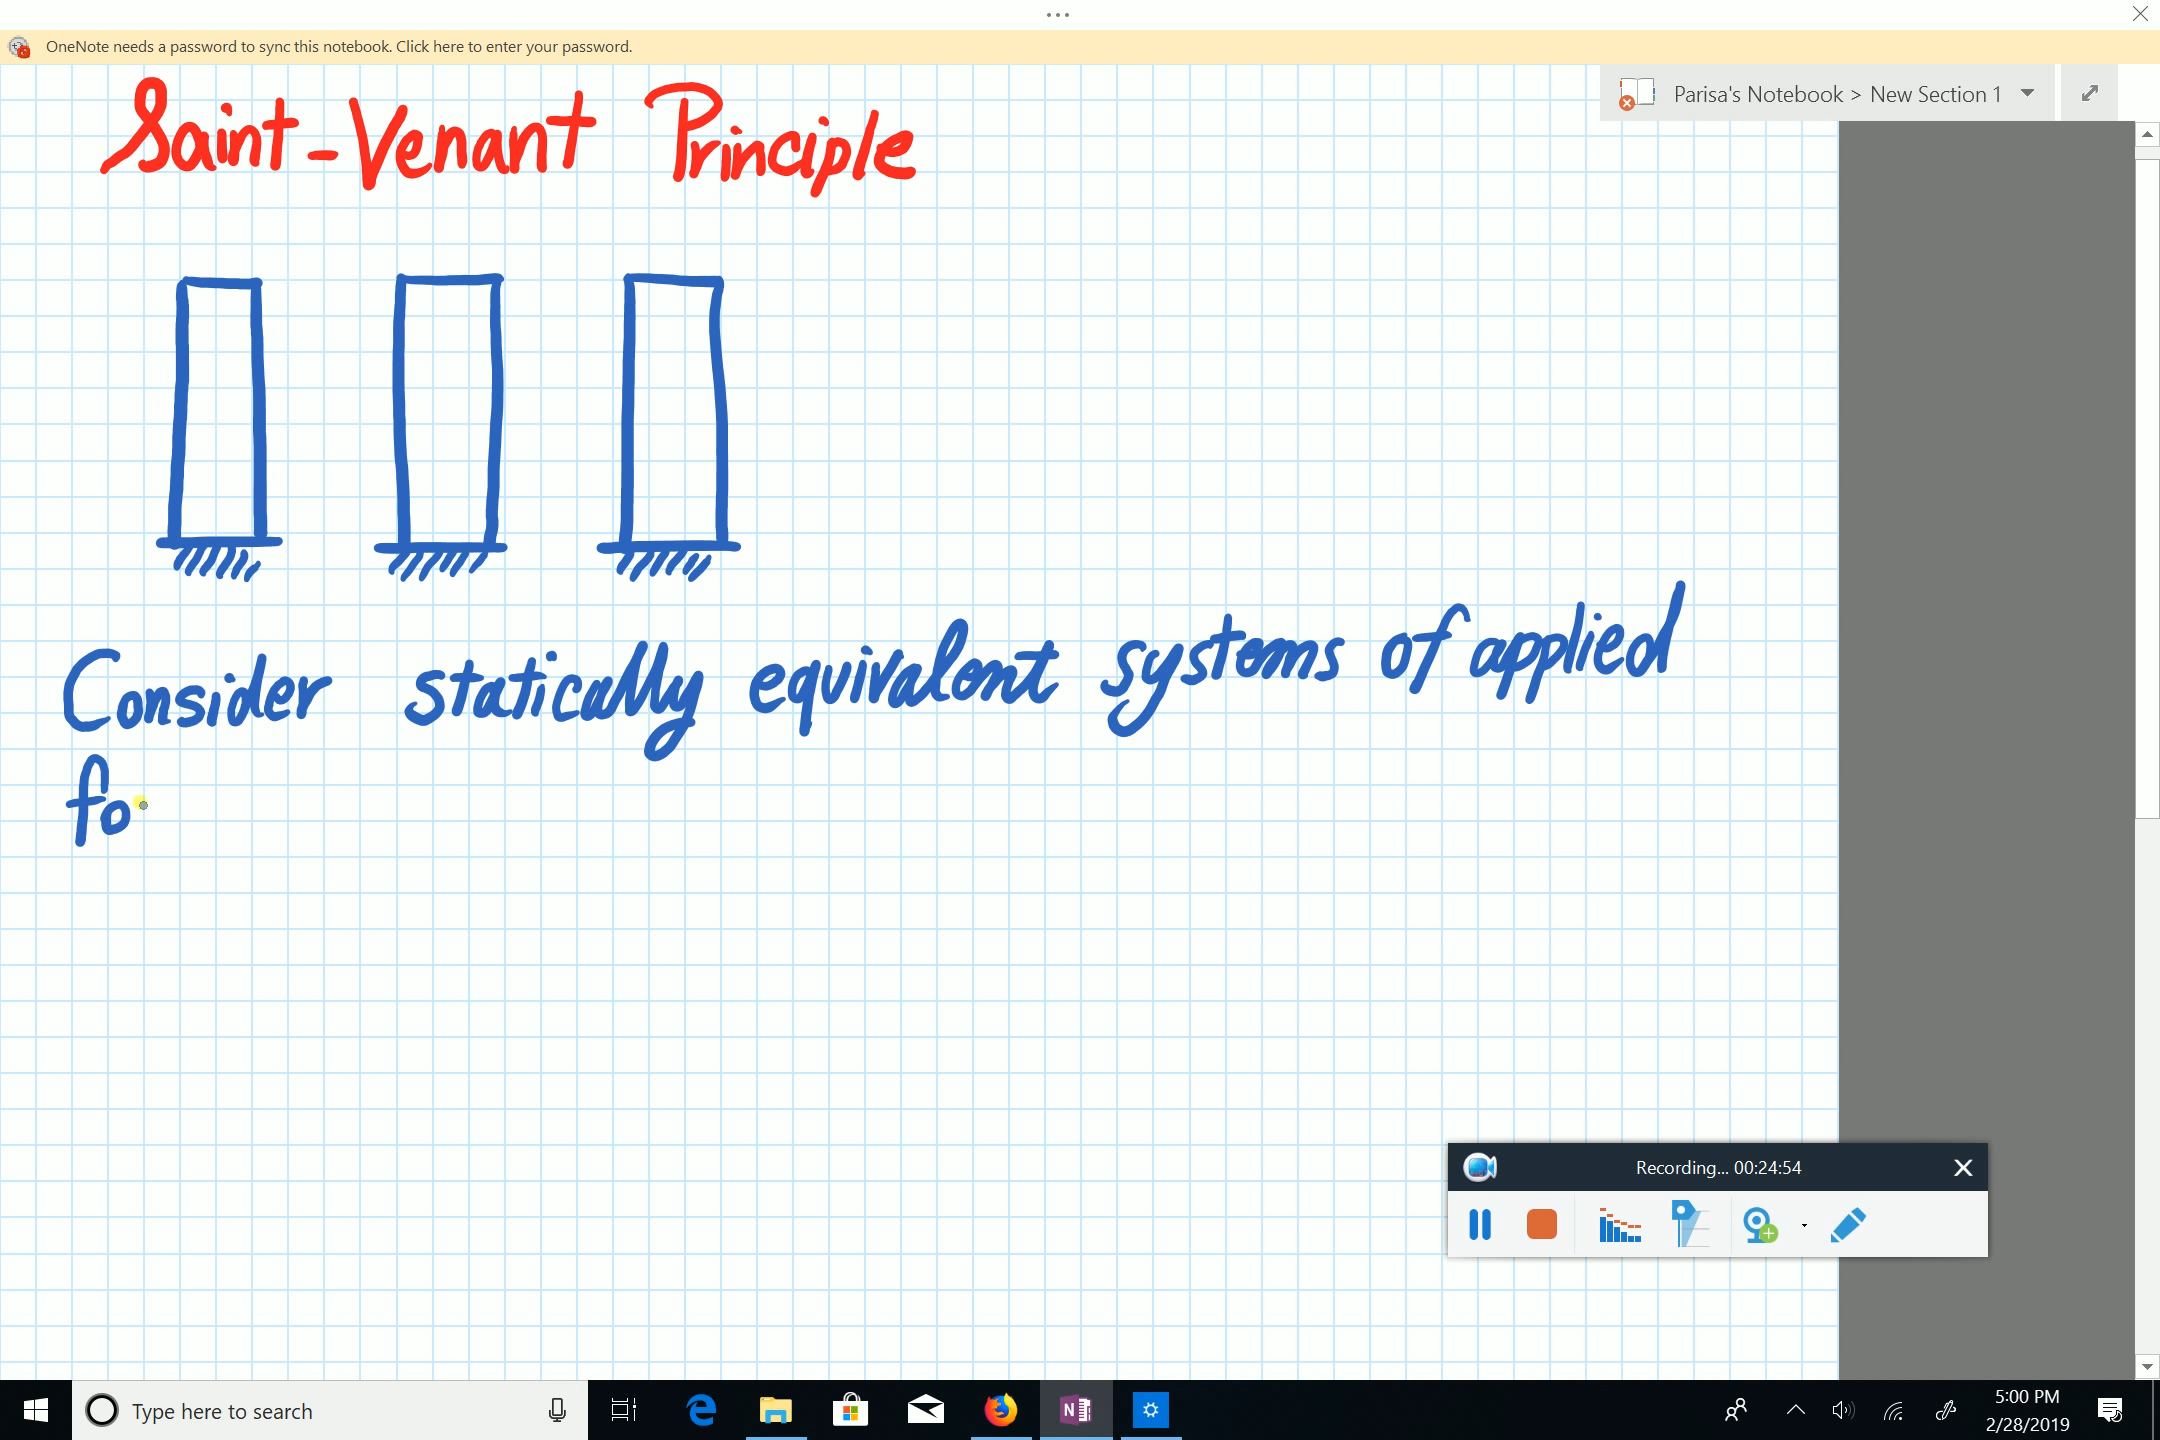 OneNote needs a password to sync this notebook. Click here to enter your password.
Parisa's Notebook > New Section 1
Saint-Venant Principle
Consider statically equivalent systems of applied
fo
Recording... 00:24:54
Type here to search
N
5:00 PM
2/28/2019